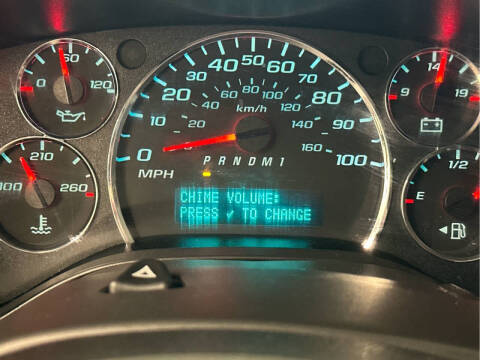 0 60 120
9 14 19
0 10 20 30 40 50 60 70 80 90 100
20 40 60 80 100 120 140 160
km/h
MPH
PRNDM1
100 210 260
E 1/2
CHIME VOLUME:
PRESS ✓ TO CHANGE